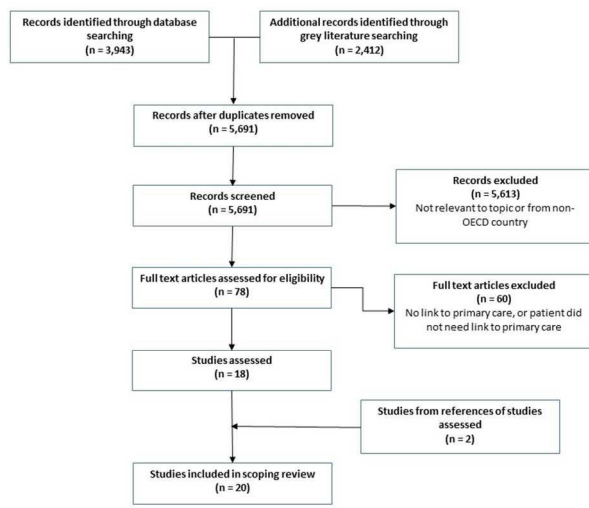 Records identified through database
searching
(n = 3,943)
Additional records identified through
grey literature searching
(n = 2,412)
Records after duplicates removed
(n = 5,691)
Records screened
(n = 5,691)
Records excluded
(n = 5,613)
Not relevant to topic or from non-
OECD country
Full text articles assessed for eligibility
(n = 78)
Full text articles excluded
(n = 60)
No link to primary care, or patient did
not need link to primary care
Studies assessed
(n = 18)
Studies from references of studies
assessed
(n = 2)
Studies included in scoping review
(n = 20)